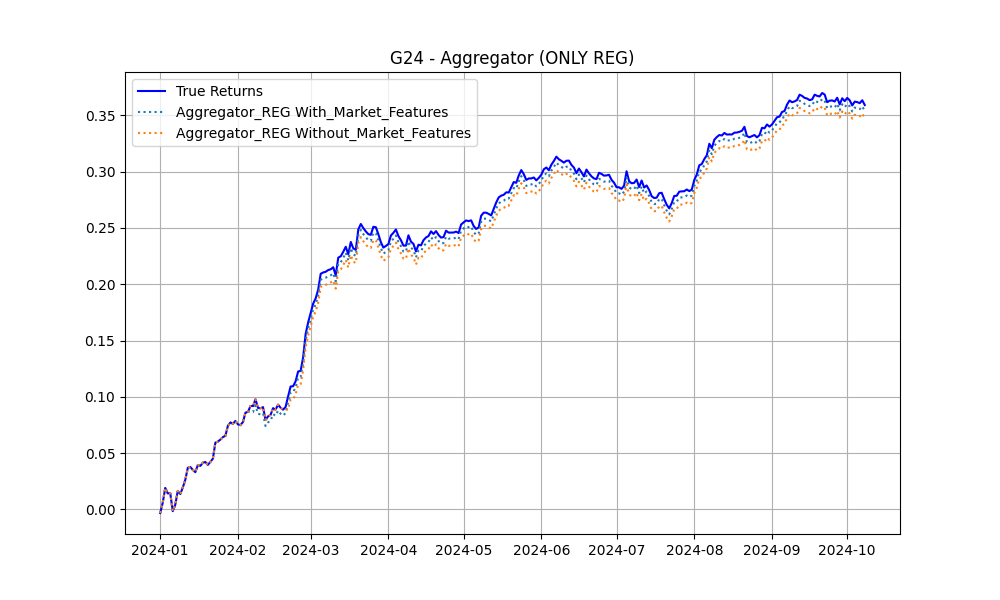 G24 - Aggregator (ONLY REG)
True Returns
Aggregator_REG With_Market_Features
Aggregator_REG Without_Market_Features
0.35
0.30
0.25
0.20
0.15
0.10
0.05
0.00
2024-01 2024-02 2024-03 2024-04 2024-05 2024-06 2024-07 2024-08 2024-09 2024-10